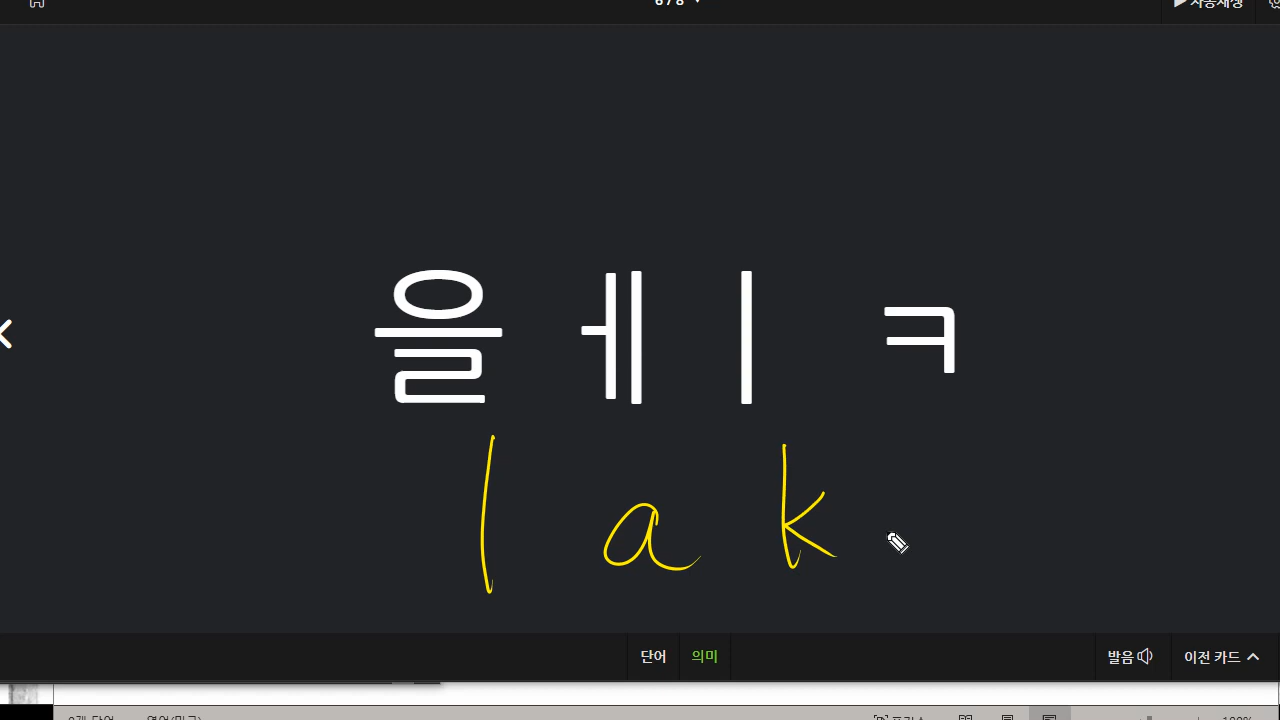 6 / 8
▶ 자동재생
을 ㅔ ㅣ ㅋ
l a k
단어 의미 발음 이전 카드